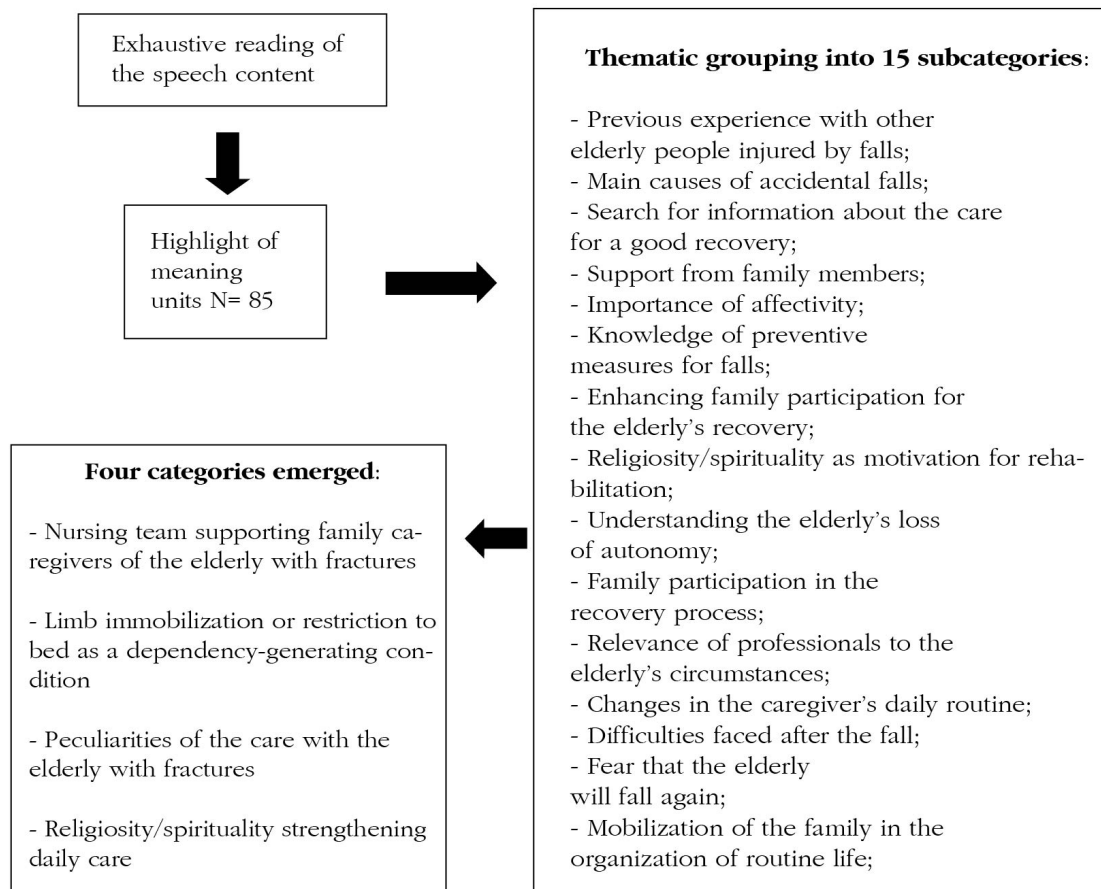 Exhaustive reading of
the speech content
Highlight of
meaning
units N= 85
Thematic grouping into 15 subcategories:
- Previous experience with other
elderly people injured by falls;
- Main causes of accidental falls;
- Search for information about the care
for a good recovery;
- Support from family members;
- Importance of affectivity;
- Knowledge of preventive
measures for falls;
- Enhancing family participation for
the elderly's recovery;
- Religiosity/spirituality as motivation for reha-
bilitation;
- Understanding the elderly's loss
of autonomy;
- Family participation in the
recovery process;
- Relevance of professionals to the
elderly's circumstances;
- Changes in the caregiver's daily routine;
- Difficulties faced after the fall;
- Fear that the elderly
will fall again;
- Mobilization of the family in the
organization of routine life;
Four categories emerged:
- Nursing team supporting family ca-
regivers of the elderly with fractures
- Limb immobilization or restriction to
bed as a dependency-generating con-
dition
- Peculiarities of the care with the
elderly with fractures
- Religiosity/spirituality strengthening
daily care